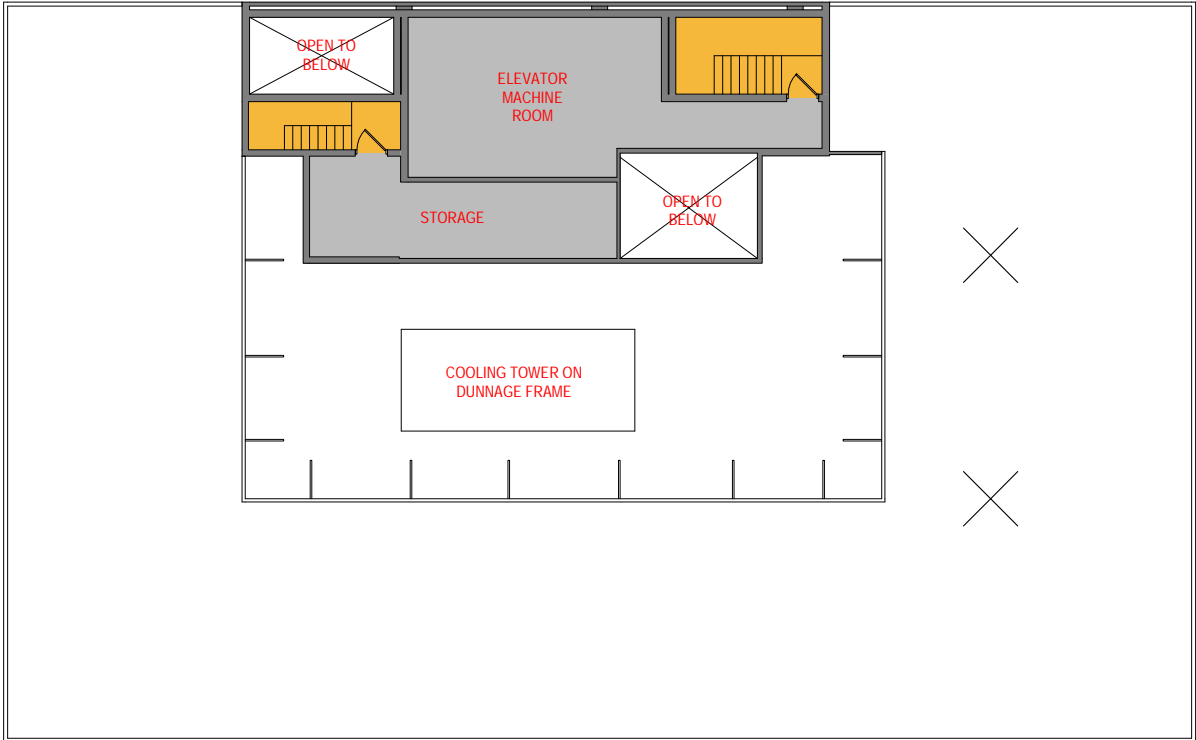 OPEN TO
BELOW
ELEVATOR
MACHINE
ROOM
STORAGE
OPEN TO
BELOW
COOLING TOWER ON
DUNNAGE FRAME